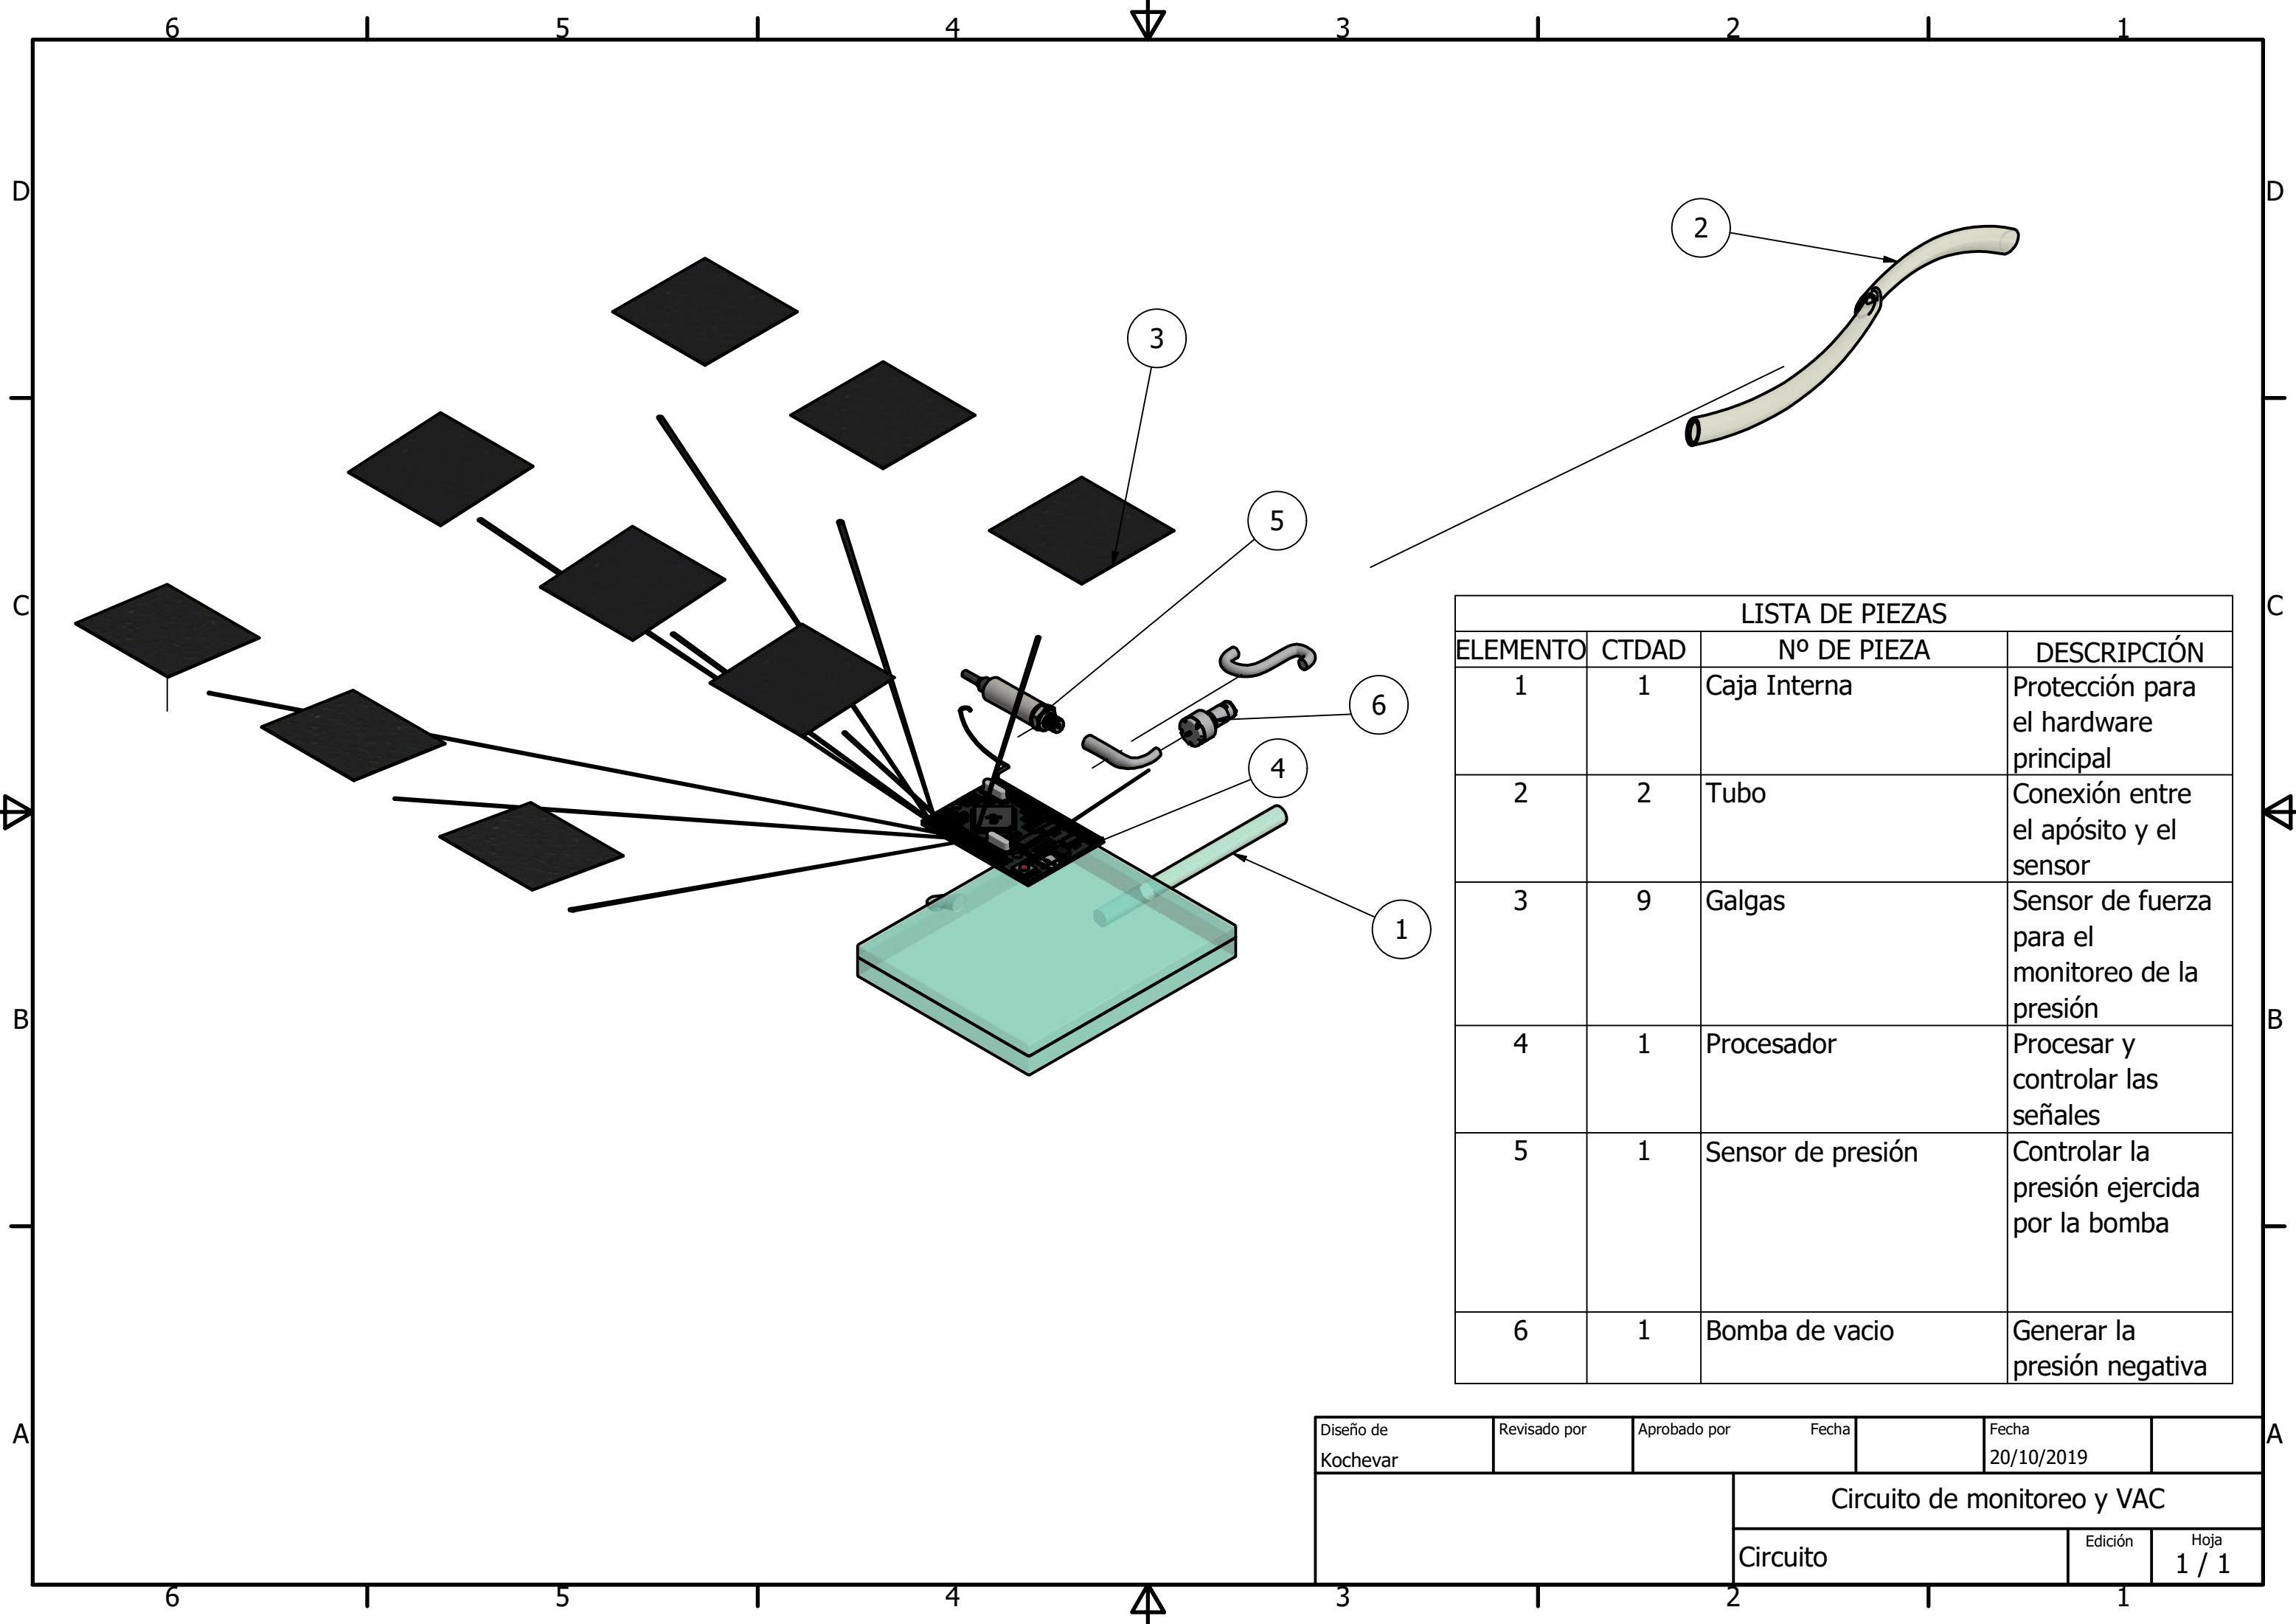 6 5 4 3 2 1
D D
2
3
5
C C
6
4
1
LISTA DE PIEZAS
ELEMENTO CTDAD Nº DE PIEZA DESCRIPCIÓN
1 1 Caja Interna Protección para
el hardware
principal
2 2 Tubo Conexión entre
el apósito y el
sensor
3 9 Galgas Sensor de fuerza
para el
monitoreo de la
presión
4 1 Procesador Procesar y
controlar las
señales
5 1 Sensor de presión Controlar la
presión ejercida
por la bomba
6 1 Bomba de vacio Generar la
presión negativa
B B
A A
Diseño de Revisado por Aprobado por Fecha Fecha
Kochevar 20/10/2019
Circuito de monitoreo y VAC
Circuito Edición Hoja
1 / 1
6 5 4 3 2 1